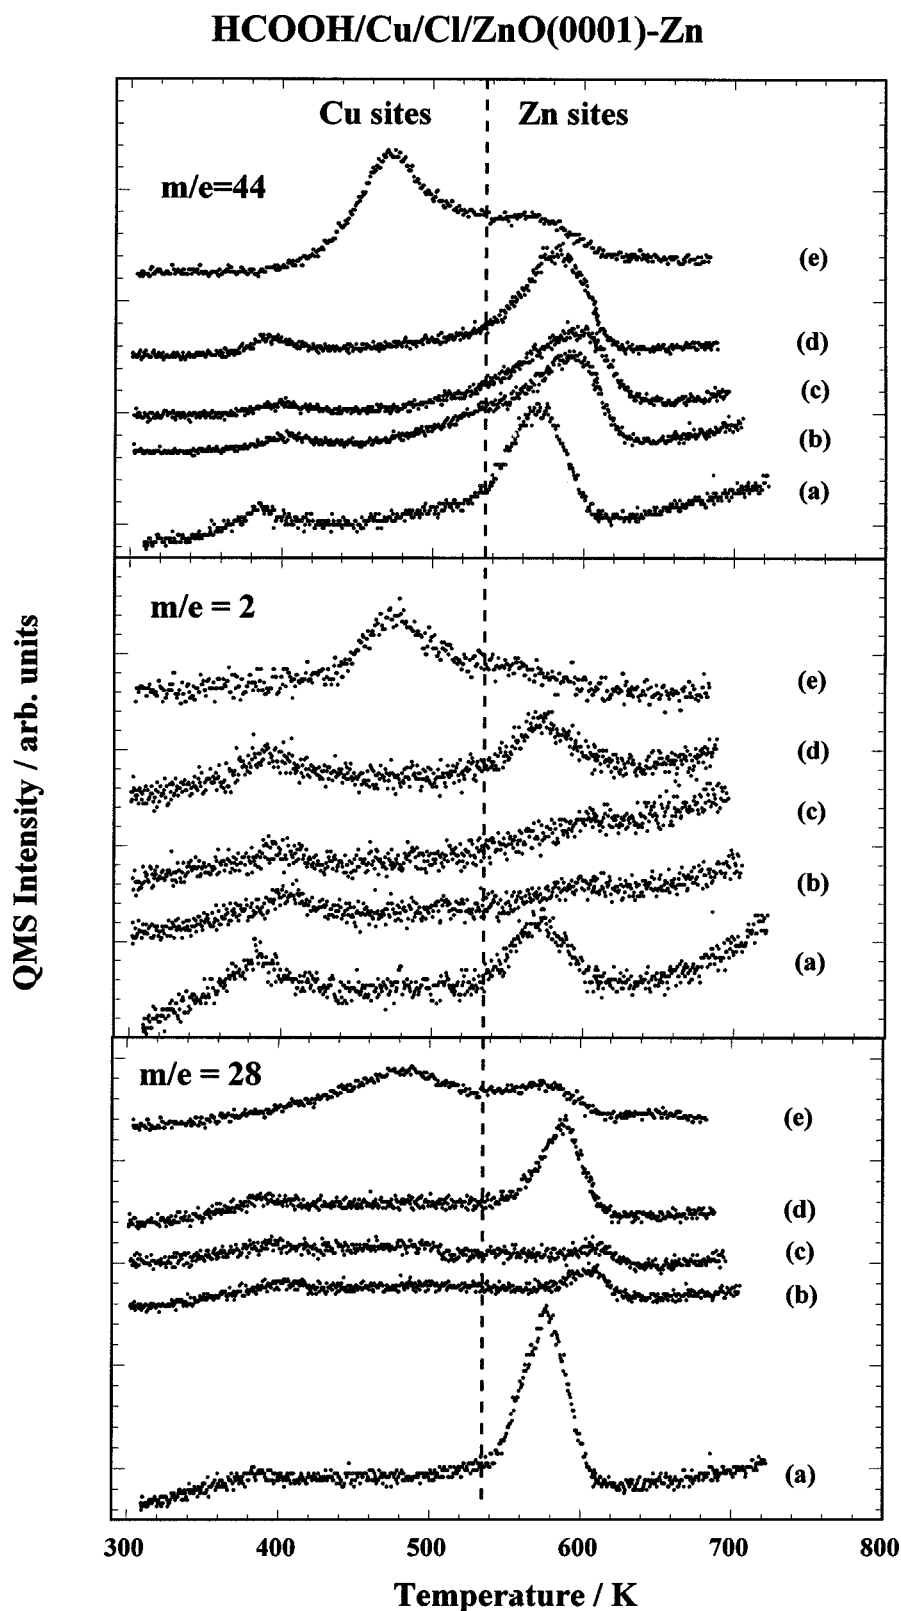 HCOOH/Cu/Cl/ZnO(0001)-Zn
Cu sites
Zn sites
m/e=44
(e)
(d)
(c)
(b)
(a)
QMS Intensity / arb. units
m/e = 2
(e)
(d)
(c)
(b)
(a)
m/e = 28
(e)
(d)
(c)
(b)
(a)
300 400 500 600 700 800
Temperature / K